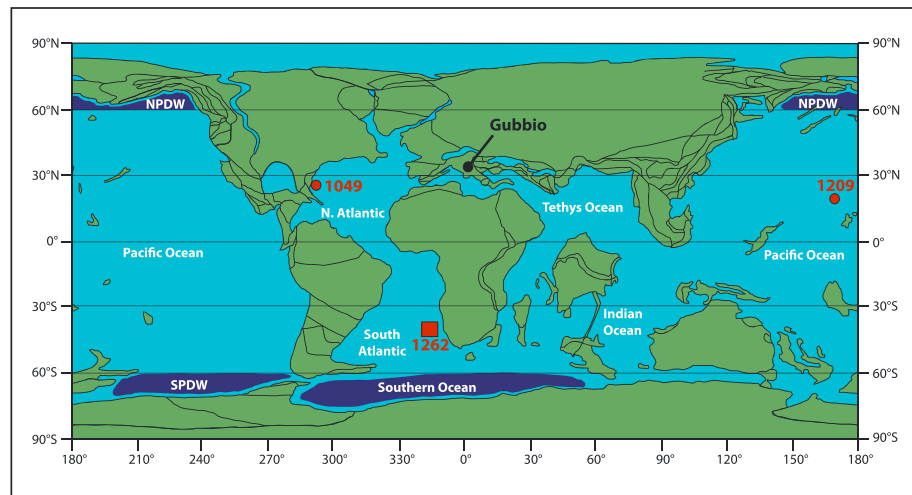 90°N
90°N
NPDW
NPDW
60°N
60°N
Gubbio
30°N
30°N
1049
1209
N. Atlantic
Tethys Ocean
0°
0°
Pacific Ocean
Pacific Ocean
30°S
30°S
Indian
Ocean
South
Atlantic
1262
60°S
60°S
SPDW
Southern Ocean
90°S
90°S
180° 210° 240° 270° 300° 330° 0° 30° 60° 90° 120° 150° 180°